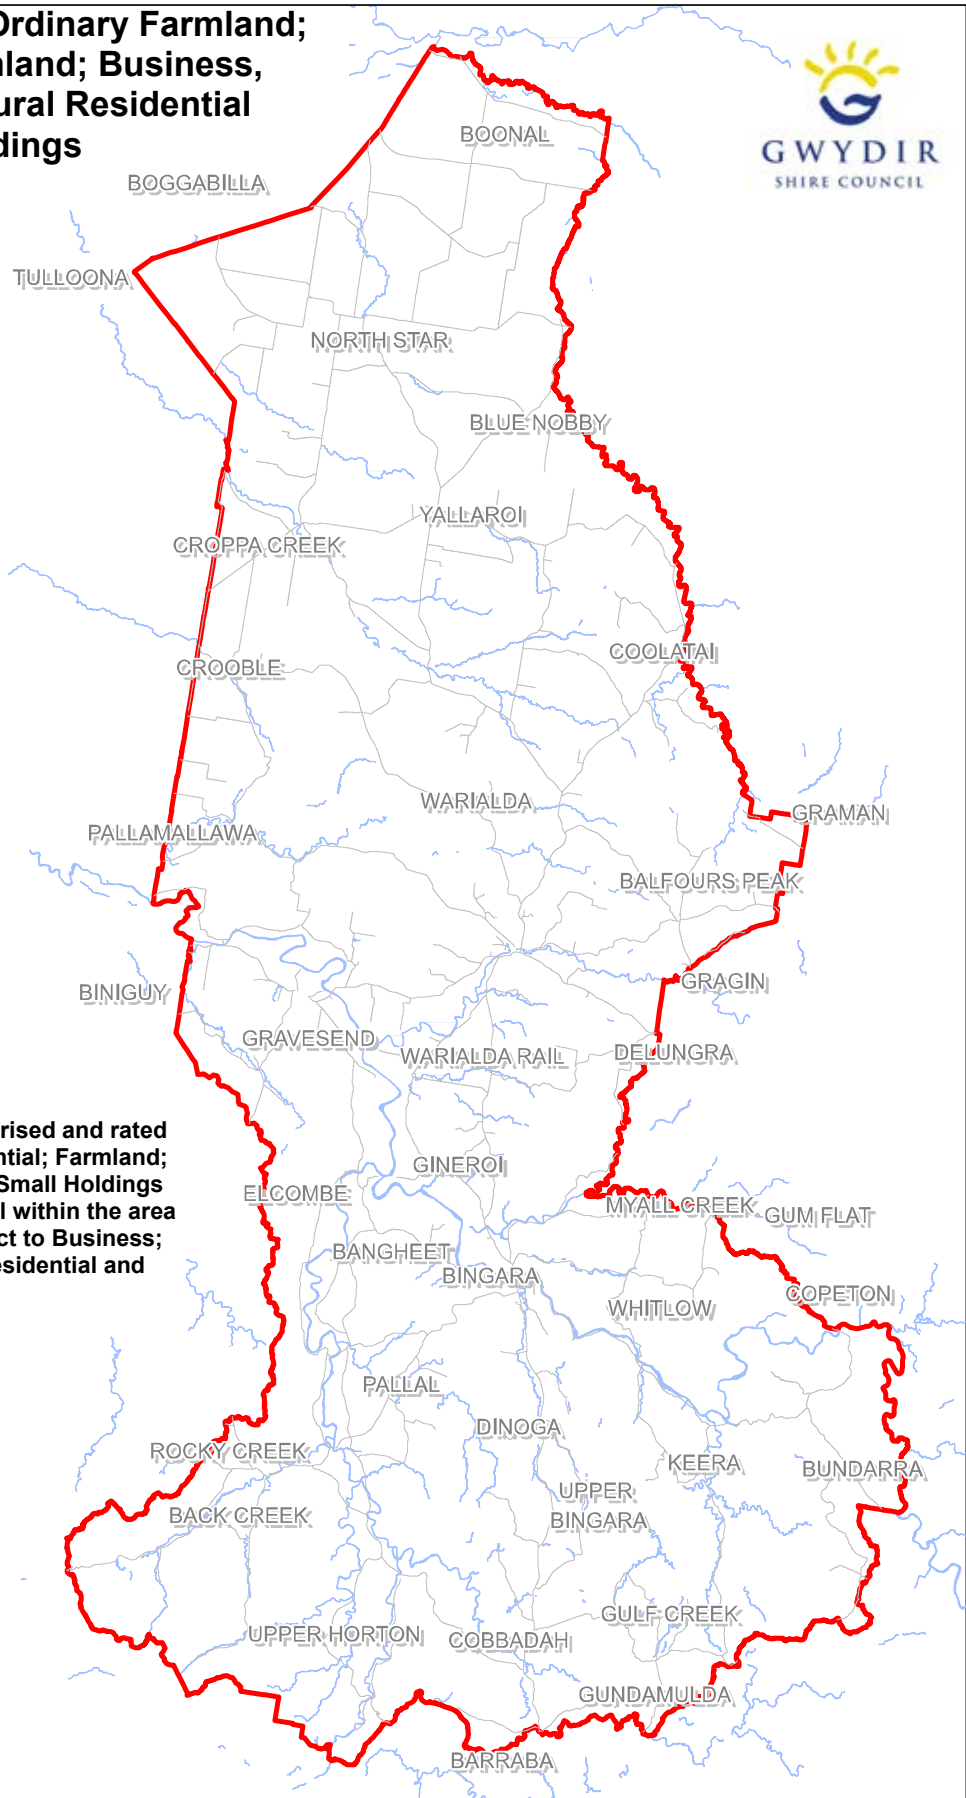 Ordinary Farmland;
nland; Business,
ural Residential
dings
GWYDIR
SHIRE COUNCIL
BOONAL
BOGGABILLA
TULLOONA
NORTH STAR
BLUE NOBBY
YALLAROI
CROPPA CREEK
COOLATAI
CROOBLE
WARIALDA
GRAMAN
PALLAMALLAWA
BALFOURS PEAK
GRAGIN
BINIGUY
GRAVESEND
WARIALDA RAIL
DELUNGRA
rised and rated
ntial; Farmland;
Small Holdings
l within the area
ct to Business;
esidential and
GINEROI
ELCOMBE
MYALL CREEK
GUM FLAT
BANGHEET
BINGARA
COPETON
WHITLOW
PALLAL
DINOGA
ROCKY CREEK
KEERA
BUNDARRA
UPPER
BINGARA
BACK CREEK
GULF CREEK
UPPER HORTON
COBBADAH
GUNDAMULDA
BARRABA